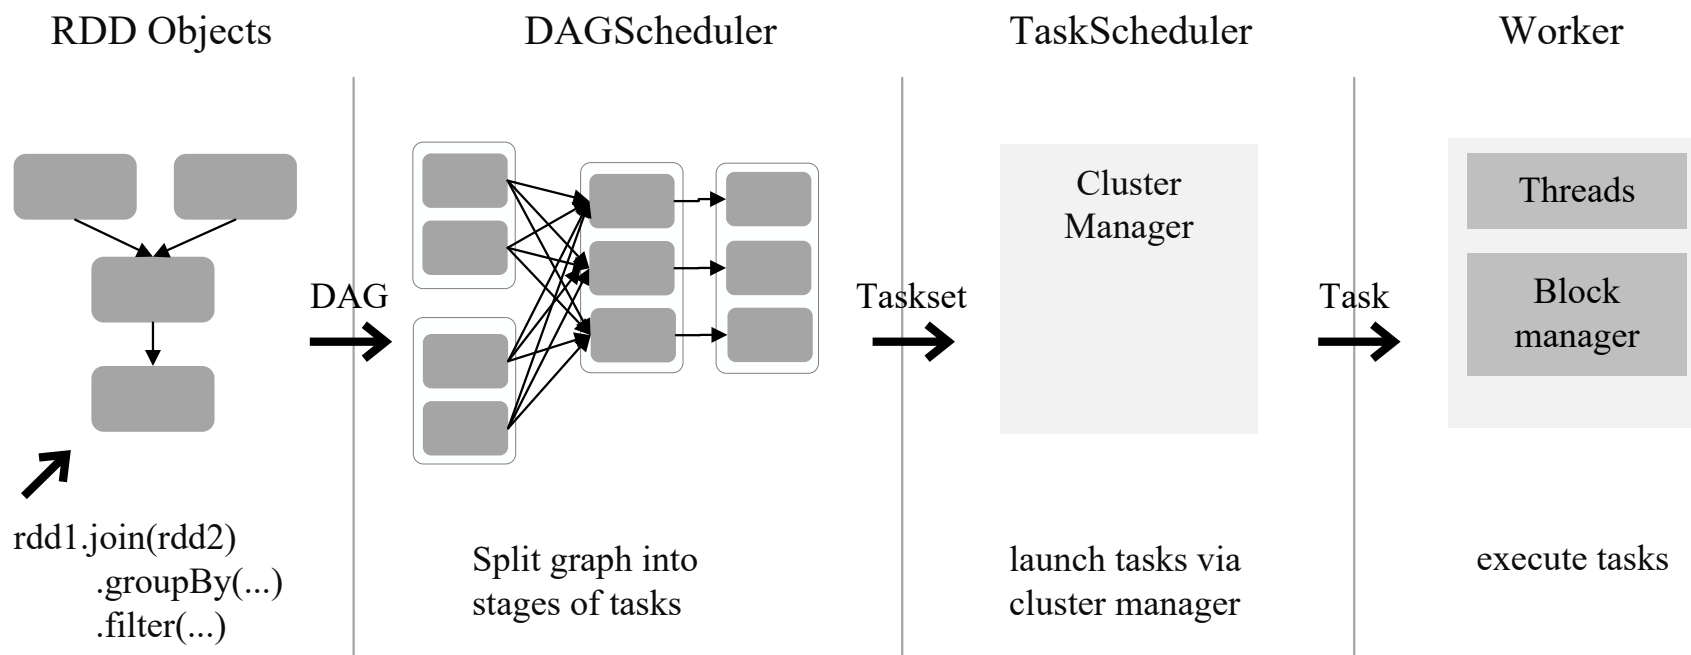 RDD Objects
DAGScheduler
TaskScheduler
Worker
Cluster
Manager
Threads
Block
manager
DAG
Taskset
Task
rdd1.join(rdd2)
.groupBy(...)
.filter(...)
Split graph into
stages of tasks
launch tasks via
cluster manager
execute tasks